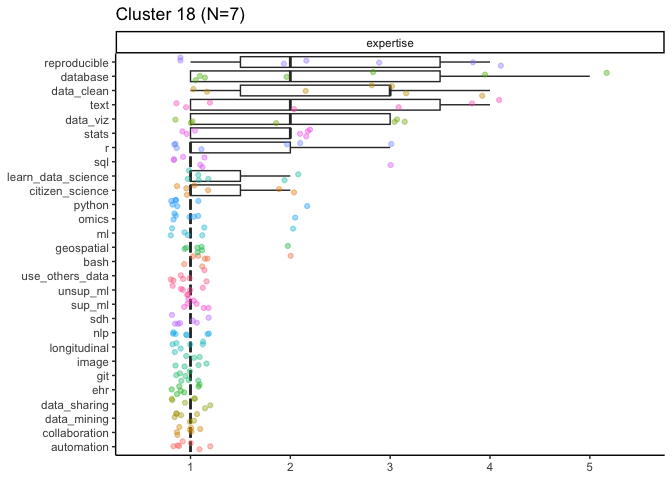 Cluster 18 (N=7)
expertise
reproducible
database
data_clean
text
data_viz
stats
r
sql
learn_data_science
citizen_science
python
omics
ml
geospatial
bash
use_others_data
unsup_ml
sup_ml
sdh
nlp
longitudinal
image
git
ehr
data_sharing
data_mining
collaboration
automation
1 2 3 4 5